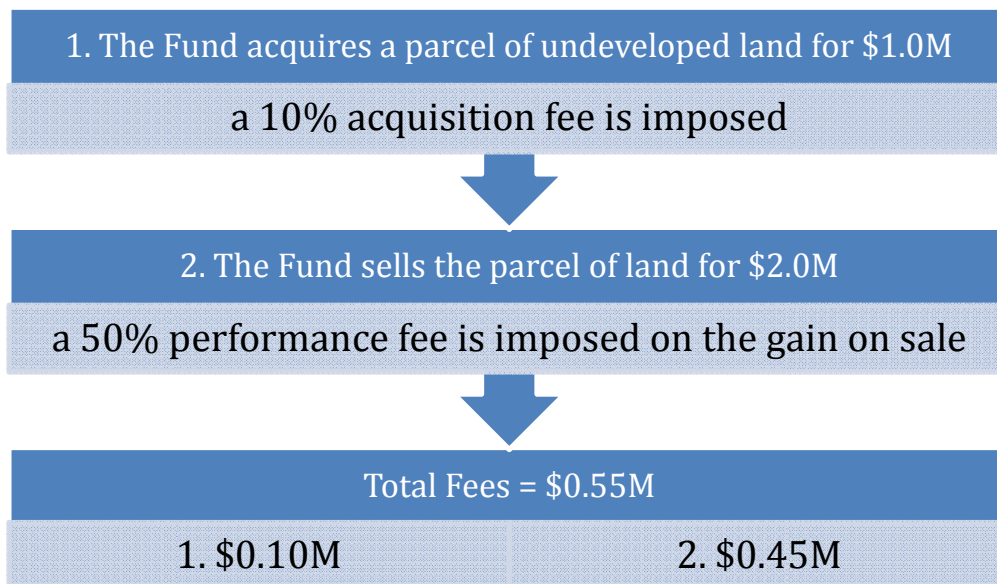 1. The Fund acquires a parcel of undeveloped land for $1.0M
a 10% acquisition fee is imposed
2. The Fund sells the parcel of land for $2.0M
a 50% performance fee is imposed on the gain on sale
Total Fees = $0.55M
1. $0.10M
2. $0.45M